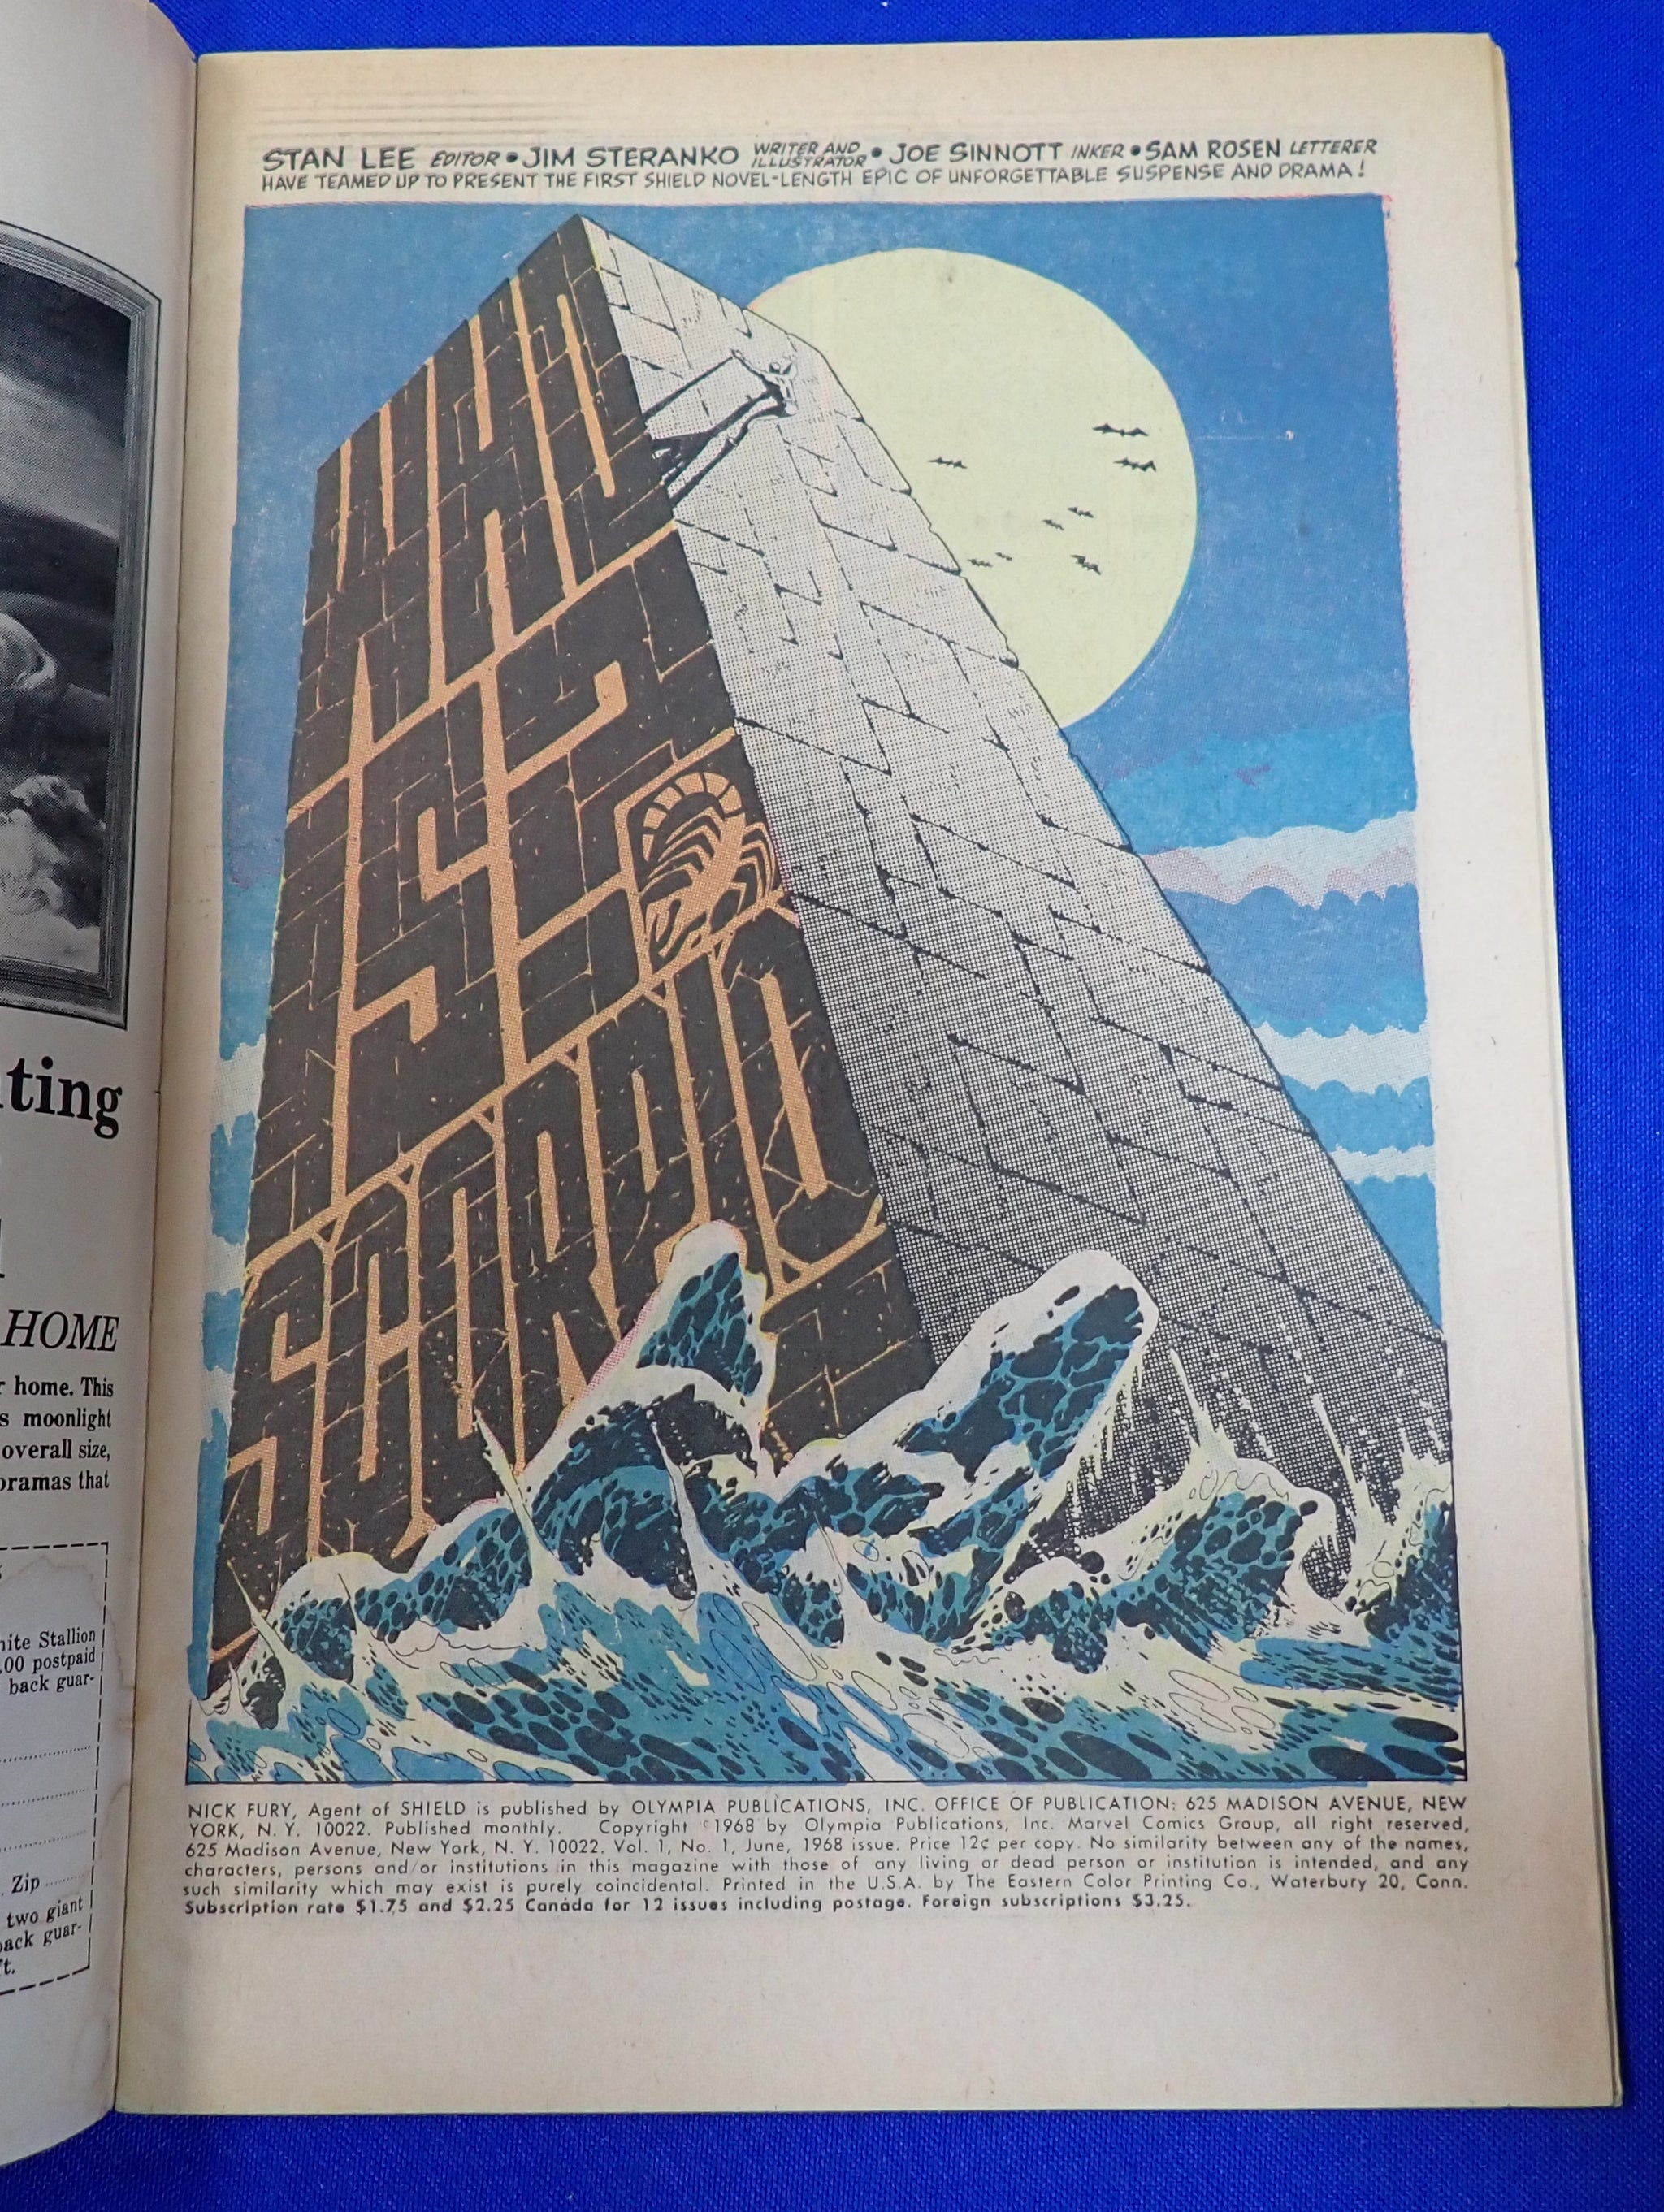 STAN LEE EDITOR • JIM STERANKO WRITER AND ILLUSTRATOR • JOE SINNOTT INKER • SAM ROSEN LETTERER
HAVE TEAMED UP TO PRESENT THE FIRST SHIELD NOVEL-LENGTH EPIC OF UNFORGETTABLE SUSPENSE AND DRAMA!
WHO
IS
SCORPIO
NICK FURY, Agent of SHIELD is published by OLYMPIA PUBLICATIONS, INC. OFFICE OF PUBLICATION: 625 MADISON AVENUE, NEW
YORK, N. Y. 10022. Published monthly. Copyright ©1968 by Olympia Publications, Inc. Marvel Comics Group, all right reserved,
625 Madison Avenue, New York, N. Y. 10022. Vol. 1, No. 1, June, 1968 issue. Price 12¢ per copy. No similarity between any of the names,
characters, persons and/or institutions in this magazine with those of any living or dead person or institution is intended, and any
such similarity which may exist is purely coincidental. Printed in the U.S.A. by The Eastern Color Printing Co., Waterbury 20, Conn.
Subscription rate $1.75 and $2.25 Canada for 12 issues including postage. Foreign subscriptions $3.25.
ting
HOME
home. This
moonlight
overall size,
that
Stallion
.00 postpaid
back guar-
Zip
two giant
back guar-